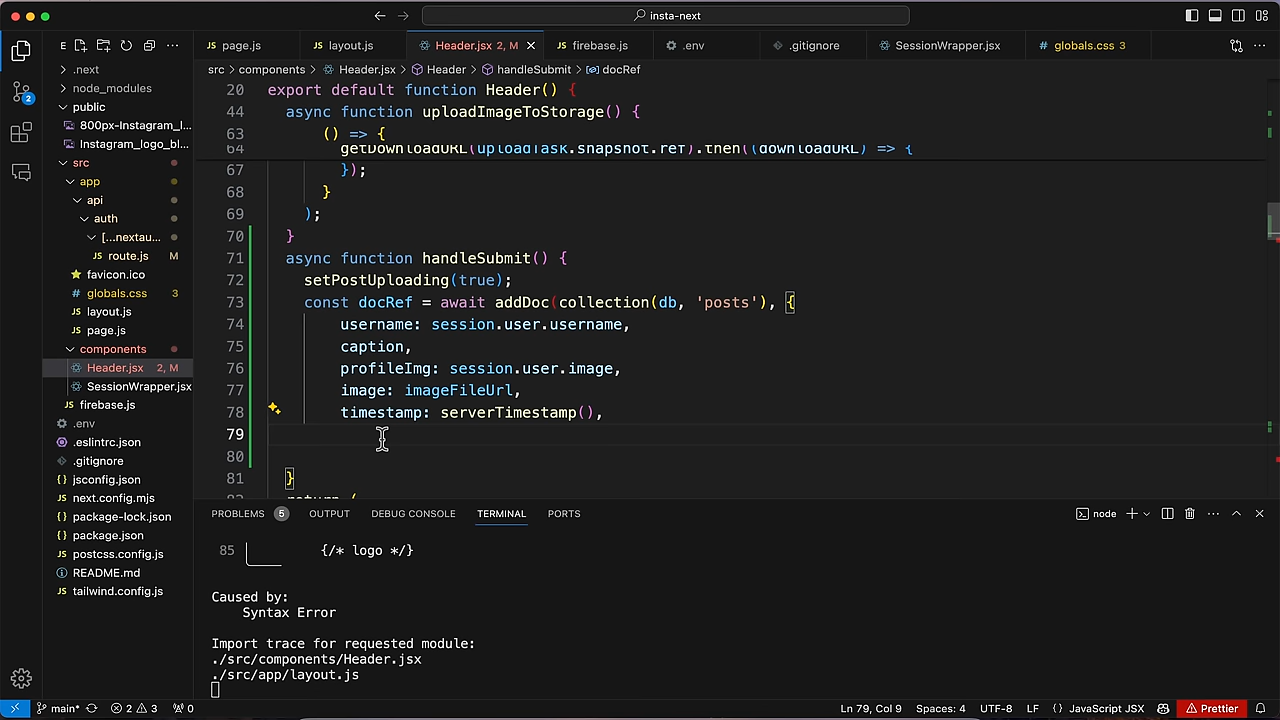 insta-next
E
page.js
layout.js
Header.jsx 2, M
firebase.js
.env
.gitignore
SessionWrapper.jsx
globals.css 3
src > components > Header.jsx > Header > handleSubmit > docRef
.next
node_modules
public
800px-Instagram_l...
Instagram_logo_bl...
src
app
api
auth
[...nextau...
route.js M
favicon.ico
globals.css 3
layout.js
page.js
components
Header.jsx 2, M
SessionWrapper.jsx
firebase.js
.env
.eslintrc.json
.gitignore
jsconfig.json
next.config.mjs
package-lock.json
package.json
postcss.config.js
README.md
tailwind.config.js
2
20 export default function Header() {
44 async function uploadImageToStorage() {
63 () => {
64 getDownloadURL(uploadTask.snapshot.ref).then((downloadURL) => {
67 });
68 }
69 );
70 }
71 async function handleSubmit() {
72 setPostUploading(true);
73 const docRef = await addDoc(collection(db, 'posts'), {
74 username: session.user.username,
75 caption,
76 profileImg: session.user.image,
77 image: imageFileUrl,
78 timestamp: serverTimestamp(),
79
80
81 }
82 return (
PROBLEMS 5 OUTPUT DEBUG CONSOLE TERMINAL PORTS
node
85 {/* logo */}
Caused by:
Syntax Error
Import trace for requested module:
./src/components/Header.jsx
./src/app/layout.js
main* 2 3 0
Ln 79, Col 9 Spaces: 4 UTF-8 LF { } JavaScript JSX Prettier